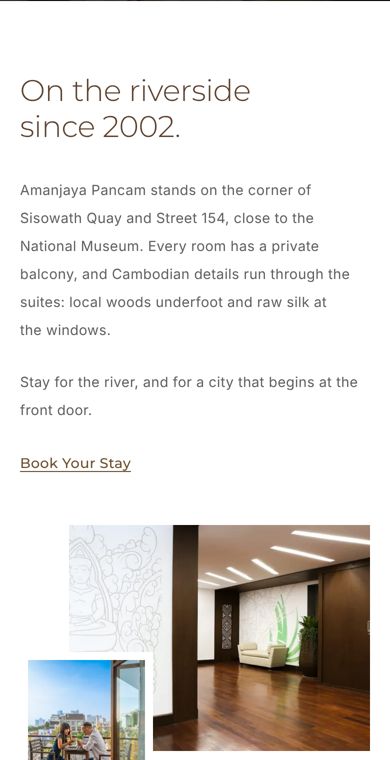 On the riverside
since 2002.
Amanjaya Pancam stands on the corner of
Sisowath Quay and Street 154, close to the
National Museum. Every room has a private
balcony, and Cambodian details run through the
suites: local woods underfoot and raw silk at
the windows.
Stay for the river, and for a city that begins at the
front door.
Book Your Stay